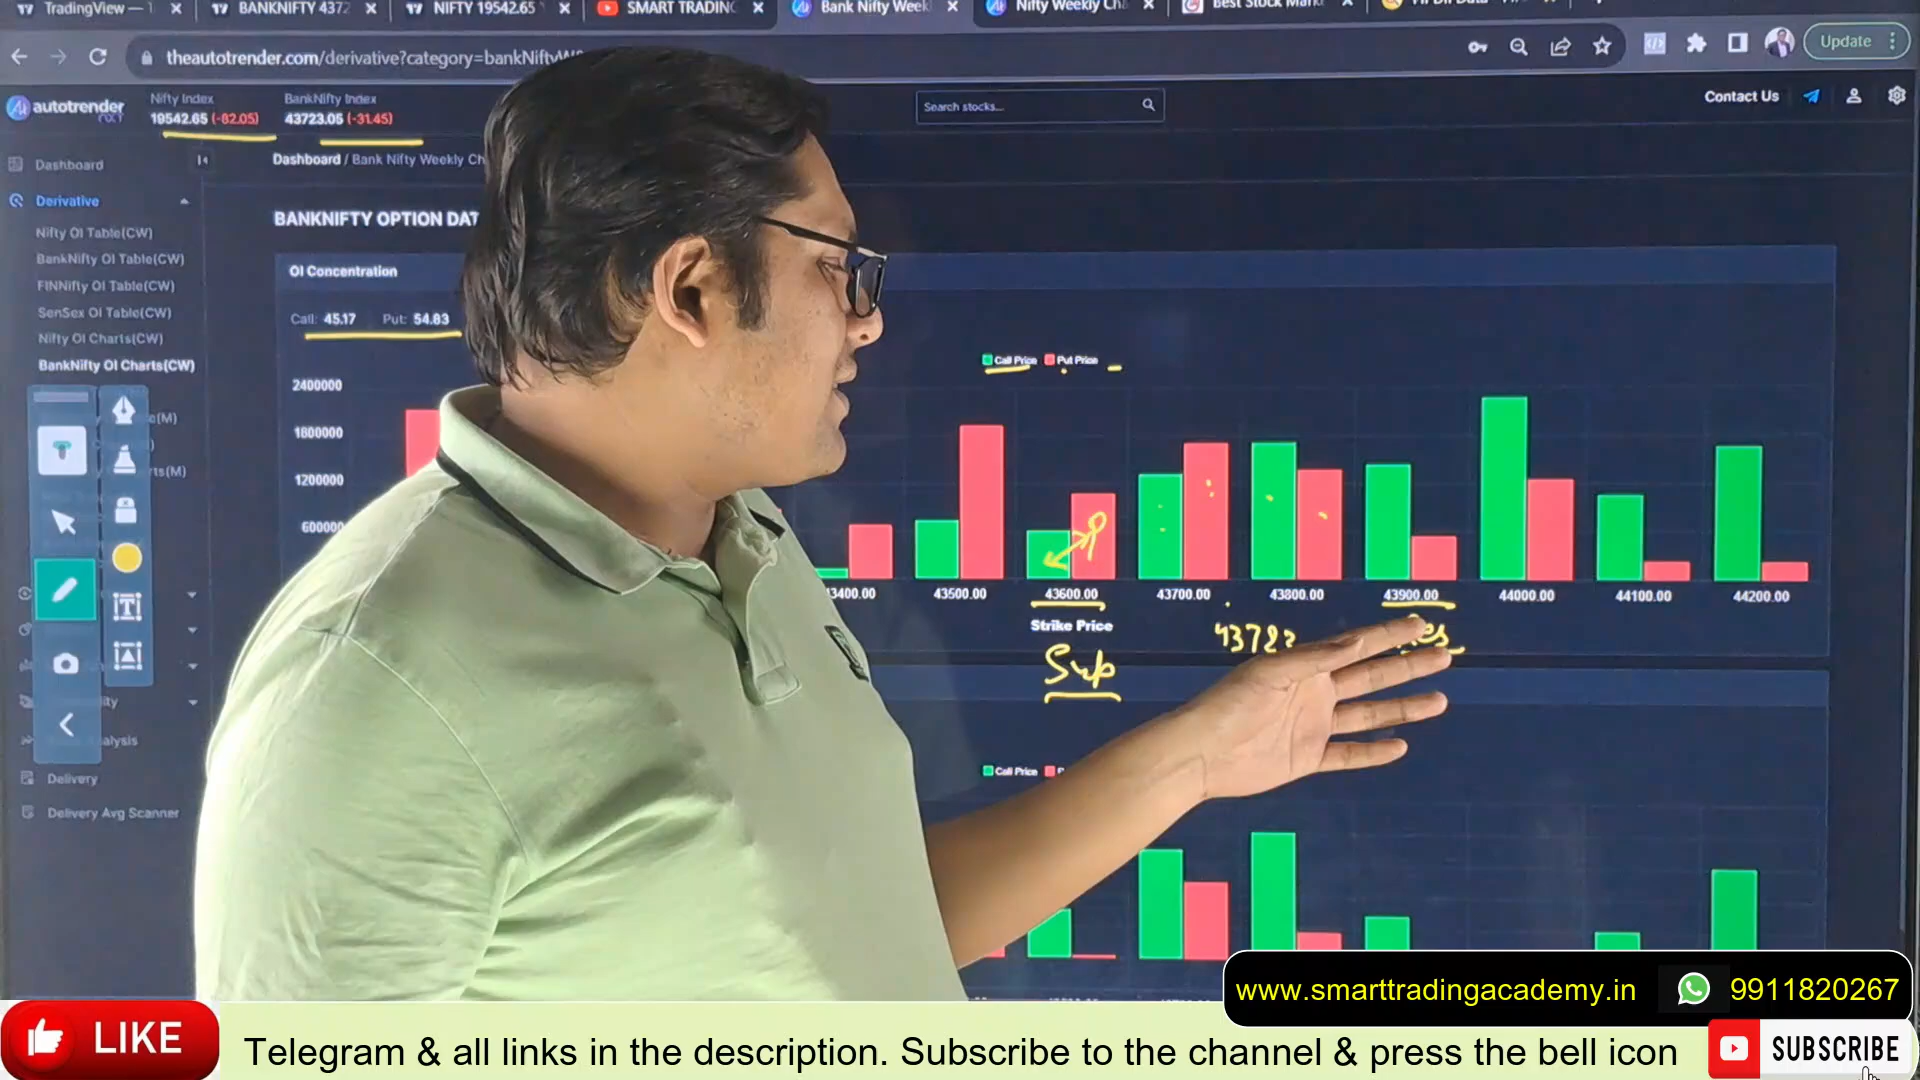 TradingView — 1
BANKNIFTY 4372
NIFTY 19542.65
SMART TRADING
Bank Nifty Week
Nifty Weekly Cha
Best Stock Mark
theautotrender.com/derivative?category=bankNiftyW
Update
autotrender
Nifty Index
19542.65 (-82.05)
BankNifty Index
43723.05 (-31.45)
Search stocks...
Contact Us
Dashboard
Dashboard / Bank Nifty Weekly Ch
Derivative
Nifty OI Table(CW)
BankNifty OI Table(CW)
FINNifty OI Table(CW)
SenSex OI Table(CW)
Nifty OI Charts(CW)
BankNifty OI Charts(CW)
(M)
rts(M)
Analysis
Delivery
Delivery Avg Scanner
BANKNIFTY OPTION DAT
OI Concentration
Call: 45.17 Put: 54.83
Call Price Put Price
2400000
1800000
1200000
600000
3400.00 43500.00 43600.00 43700.00 43800.00 43900.00 44000.00 44100.00 44200.00
Strike Price
Sup
Call Price
www.smarttradingacademy.in 9911820267
LIKE
Telegram & all links in the description. Subscribe to the channel & press the bell icon
SUBSCRIBE